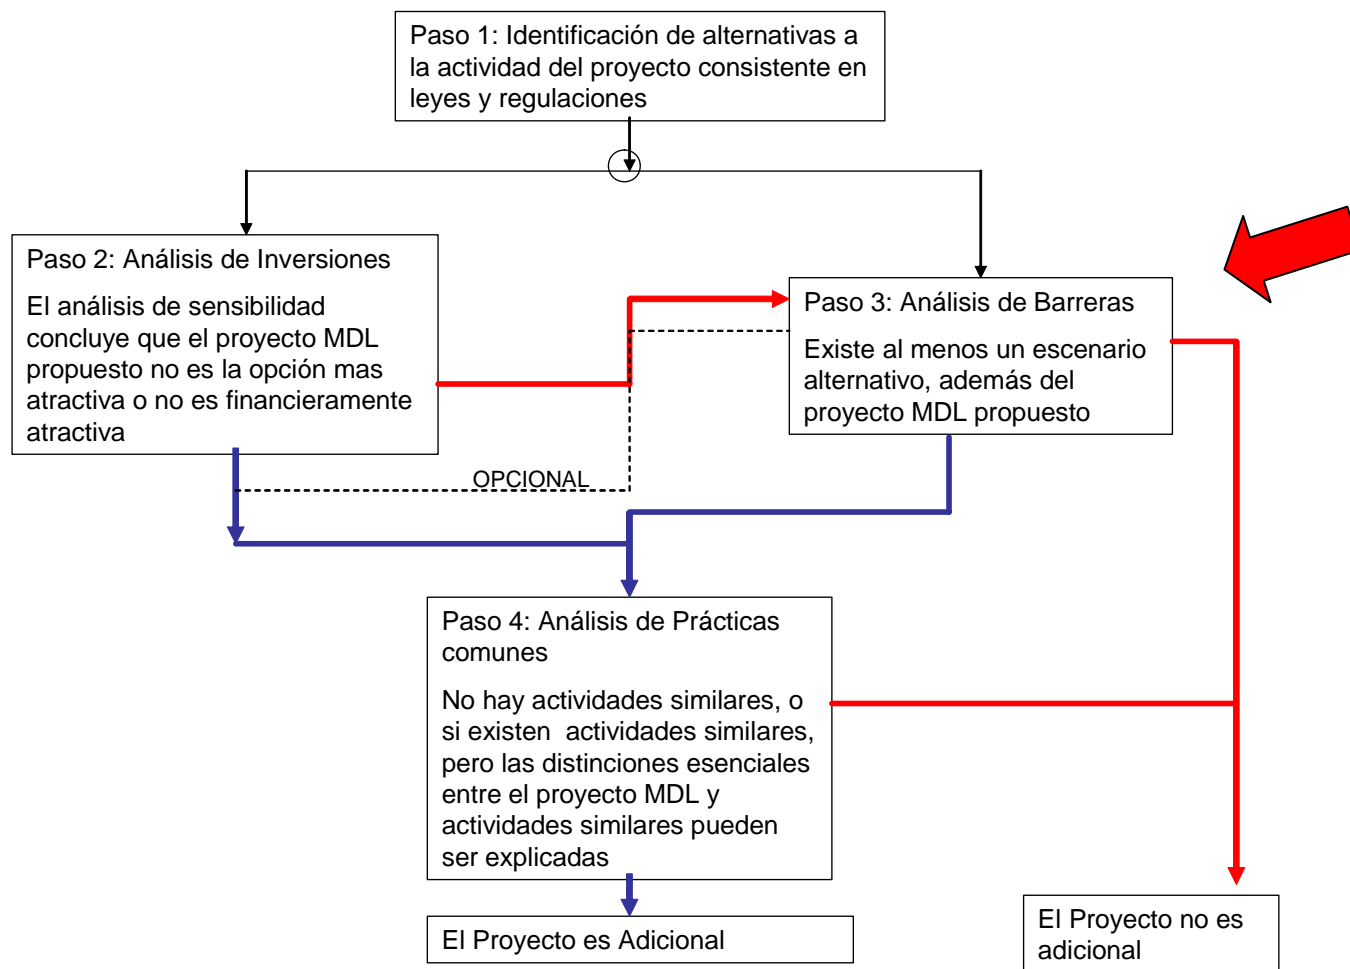 Paso 1: Identificación de alternativas a
la actividad del proyecto consistente en
leyes y regulaciones
Paso 2: Análisis de Inversiones
El análisis de sensibilidad
concluye que el proyecto MDL
propuesto no es la opción mas
atractiva o no es financieramente
atractiva
Paso 3: Análisis de Barreras
Existe al menos un escenario
alternativo, además del
proyecto MDL propuesto
OPCIONAL
Paso 4: Análisis de Prácticas
comunes
No hay actividades similares, o
si existen actividades similares,
pero las distinciones esenciales
entre el proyecto MDL y
actividades similares pueden
ser explicadas
El Proyecto es Adicional
El Proyecto no es
adicional